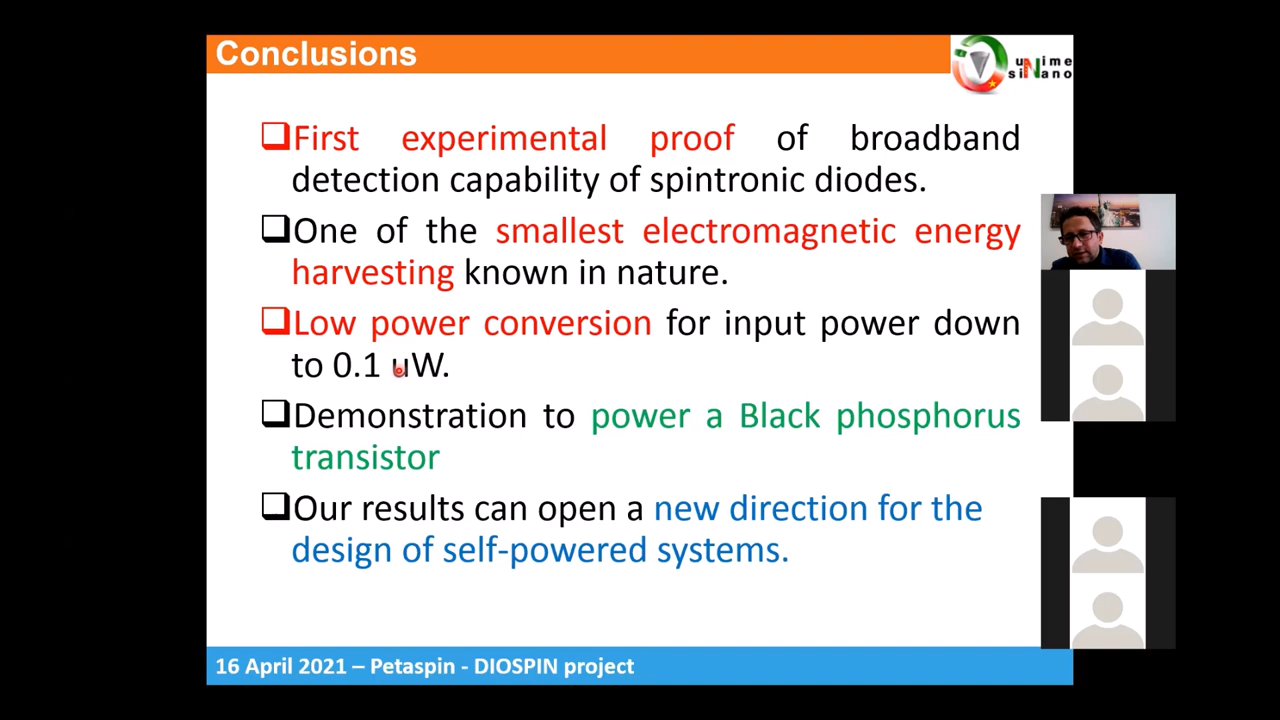 Conclusions
uNime
siNano
❑First experimental proof of broadband
detection capability of spintronic diodes.
❑One of the smallest electromagnetic energy
harvesting known in nature.
❑Low power conversion for input power down
to 0.1 uW.
❑Demonstration to power a Black phosphorus
transistor
❑Our results can open a new direction for the
design of self-powered systems.
16 April 2021 – Petaspin - DIOSPIN project